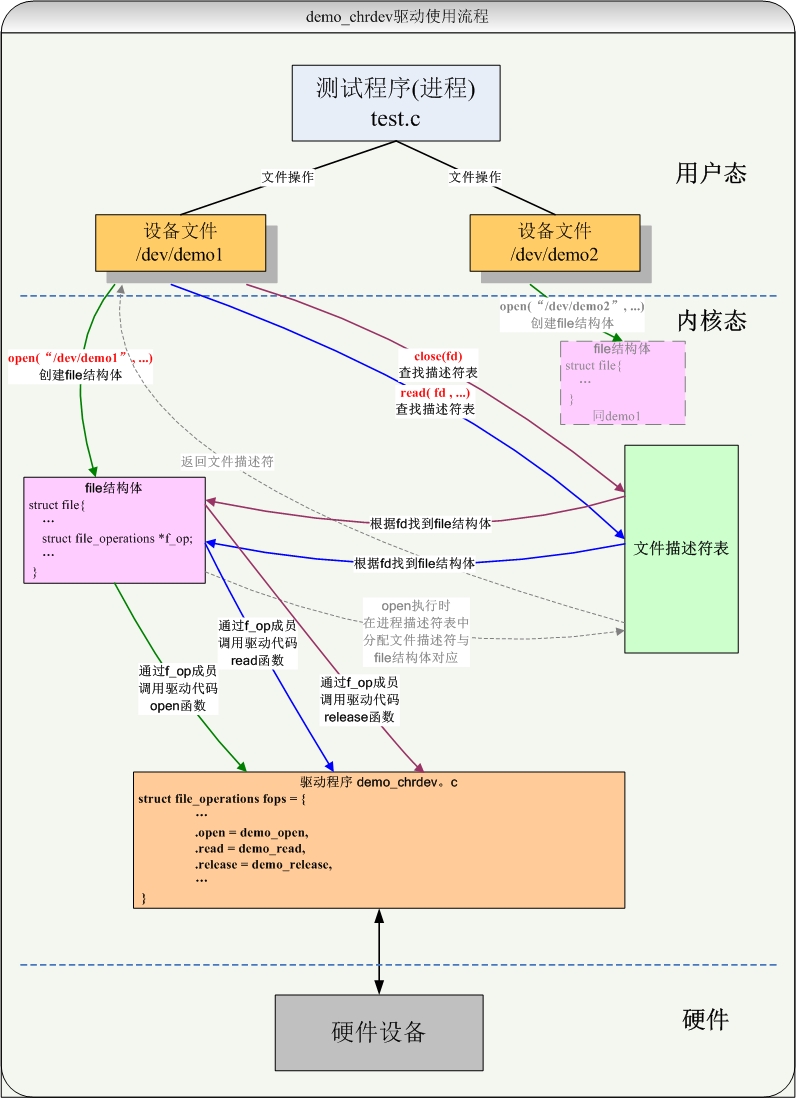 demo_chrdev驱动使用流程
测试程序(进程)
test.c
用户态
文件操作
文件操作
设备文件
/dev/demo1
设备文件
/dev/demo2
内核态
open(“/dev/demo2”, ...)
创建file结构体
file结构体
struct file{
...
}
同demo1
open(“/dev/demo1”, ...)
创建file结构体
close(fd)
查找描述符表
read( fd , ...)
查找描述符表
返回文件描述符
file结构体
struct file{
...
struct file_operations *f_op;
...
}
根据fd找到file结构体
根据fd找到file结构体
文件描述符表
open执行时
在进程描述符表中
分配文件描述符与
file结构体对应
通过f_op成员
调用驱动代码
read函数
通过f_op成员
调用驱动代码
open函数
通过f_op成员
调用驱动代码
release函数
驱动程序 demo_chrdev。c
struct file_operations fops = {
...
.open = demo_open,
.read = demo_read,
.release = demo_release,
...
}
硬件
硬件设备